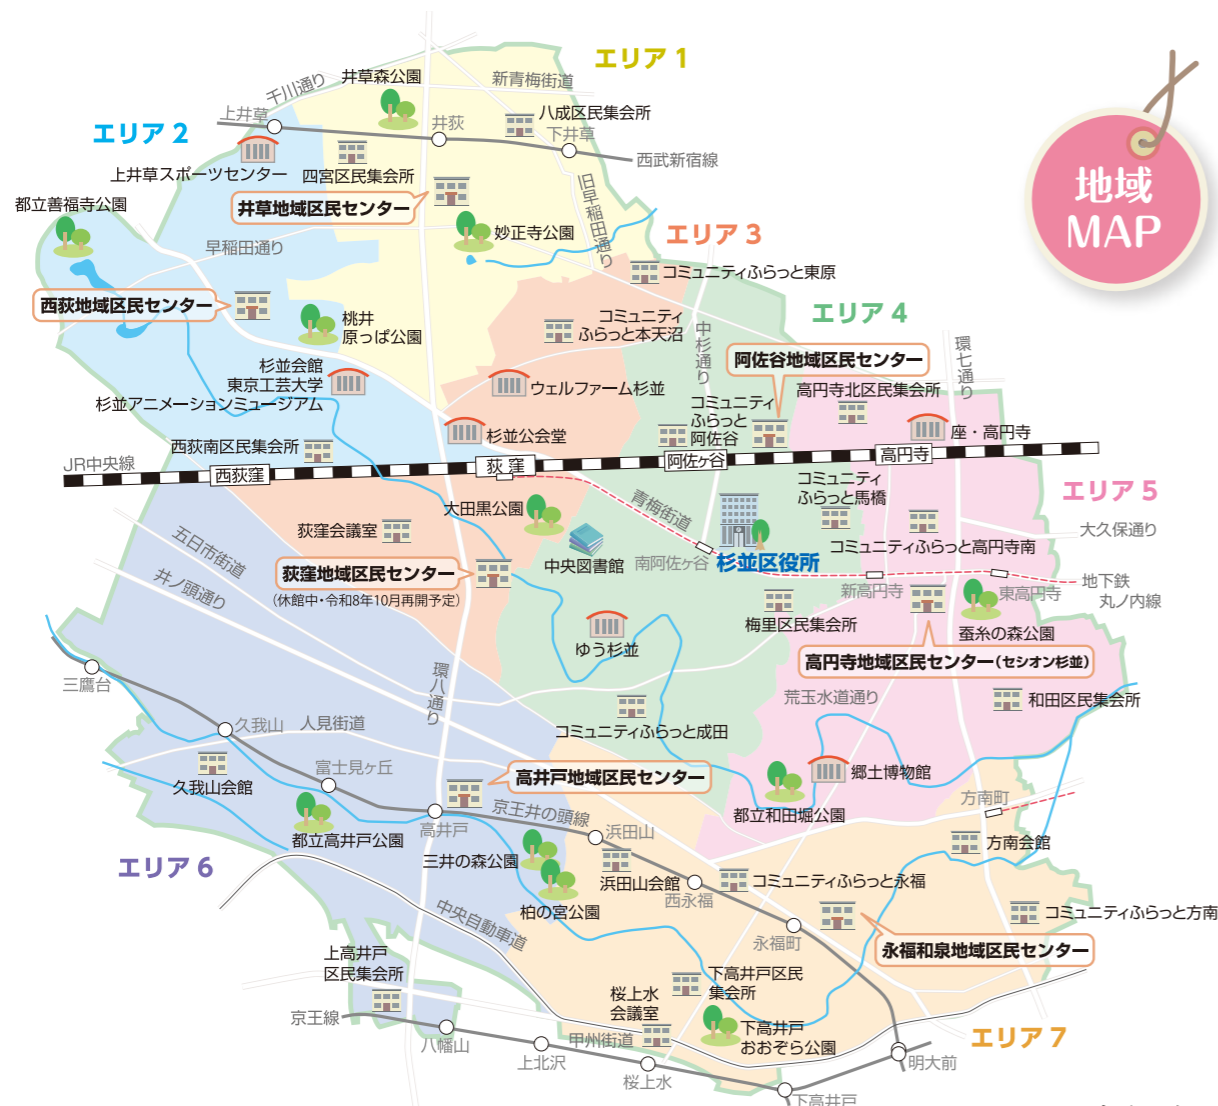 エリア 1
井草森公園
新青梅街道
千川通り
上井草
エリア 2
井荻
八成区民集会所
下井草
西武新宿線
上井草スポーツセンター
四宮区民集会所
地域
MAP
旧早稲田通り
都立善福寺公園
井草地域区民センター
妙正寺公園
早稲田通り
エリア 3
コミュニティふらっと東原
西荻地域区民センター
桃井
原っぱ公園
コミュニティ
ふらっと本天沼
中杉通り
エリア 4
環七通り
阿佐谷地域区民センター
杉並会館
東京工芸大学
杉並アニメーションミュージアム
ウェルファーム杉並
高円寺北区民集会所
コミュニティ
ふらっと
阿佐谷
杉並公会堂
座・高円寺
西荻南区民集会所
JR中央線
西荻窪
荻窪
阿佐ヶ谷
高円寺
コミュニティ
ふらっと馬橋
エリア 5
大田黒公園
青梅街道
荻窪会議室
大久保通り
コミュニティふらっと高円寺南
五日市街道
中央図書館
南阿佐ヶ谷
杉並区役所
荻窪地域区民センター
(休館中・令和8年10月再開予定)
井ノ頭通り
新高円寺
東高円寺
地下鉄
丸ノ内線
梅里区民集会所
蚕糸の森公園
ゆう杉並
高円寺地域区民センター(セシオン杉並)
三鷹台
環八通り
荒玉水道通り
和田区民集会所
久我山
人見街道
コミュニティふらっと成田
富士見ヶ丘
久我山会館
高井戸地域区民センター
郷土博物館
京王井の頭線
都立和田堀公園
方南町
高井戸
都立高井戸公園
浜田山
方南会館
三井の森公園
エリア 6
浜田山会館
コミュニティふらっと永福
西永福
柏の宮公園
コミュニティふらっと方南
中央自動車道
永福町
永福和泉地域区民センター
上高井戸
区民集会所
下高井戸区民
集会所
桜上水
会議室
京王線
下高井戸
おおぞら公園
エリア 7
甲州街道
八幡山
上北沢
桜上水
明大前
下高井戸